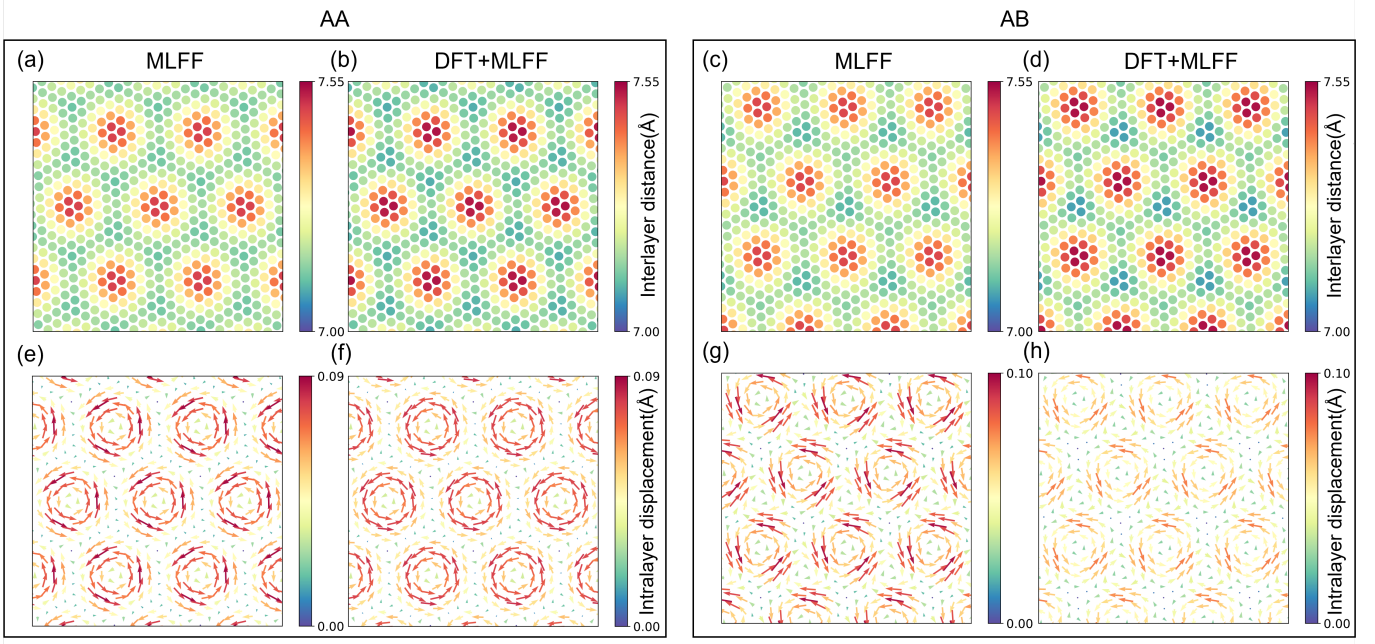 AA
AB
(a)
MLFF
7.55
7.00
(b)
DFT+MLFF
7.55
Interlayer distance(Å)
7.00
(c)
MLFF
7.55
7.00
(d)
DFT+MLFF
7.55
Interlayer distance(Å)
7.00
(e)
0.09
0.00
(f)
0.09
Intralayer displacement(Å)
0.00
(g)
0.10
0.00
(h)
0.10
Intralayer displacement(Å)
0.00